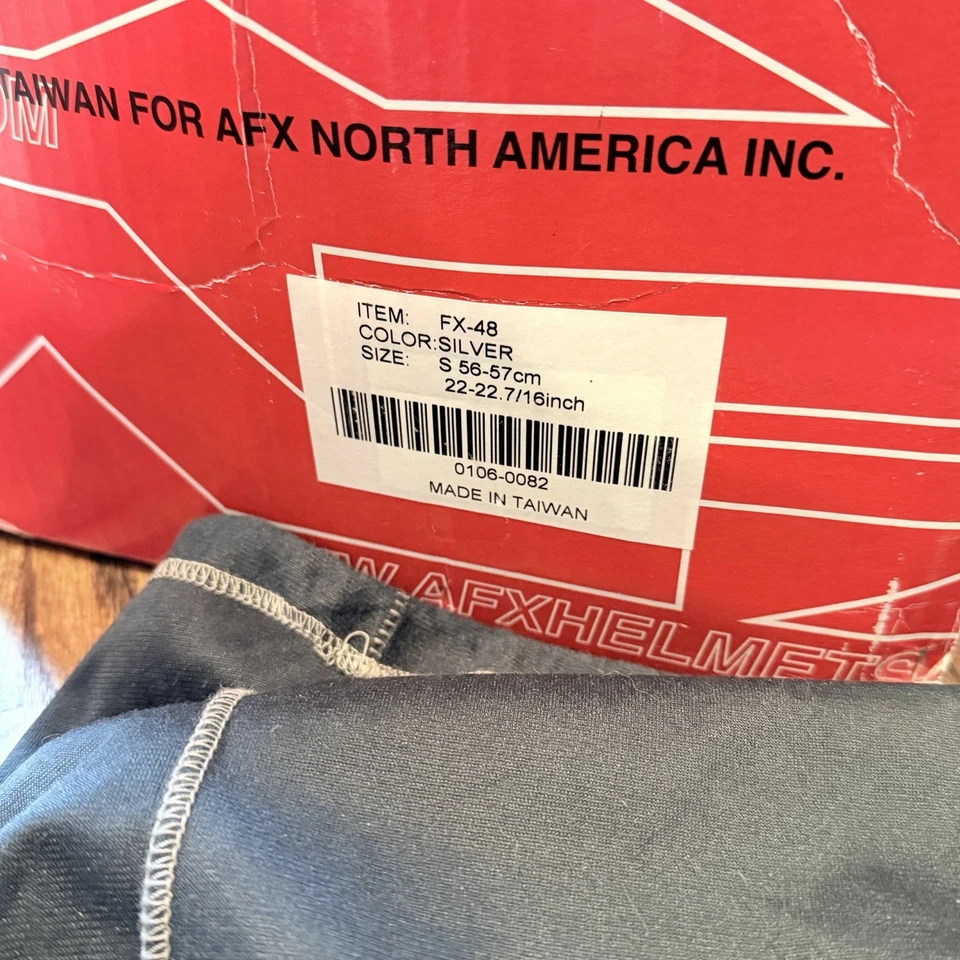 TAIWAN FOR AFX NORTH AMERICA INC.
OM
ITEM: FX-48
COLOR:SILVER
SIZE: S 56-57cm
22-22.7/16inch
0106-0082
MADE IN TAIWAN
W.AFXHELMETS